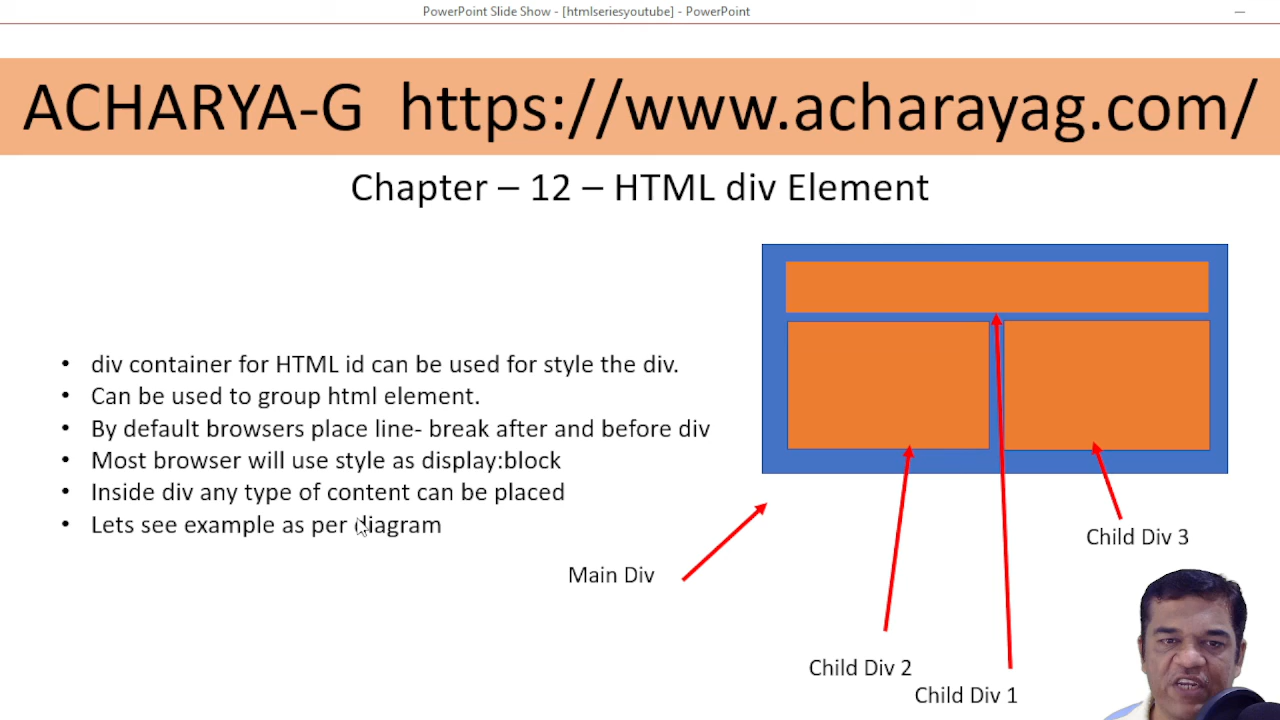 PowerPoint Slide Show - [htmlseriesyoutube] - PowerPoint
ACHARYA-G https://www.acharayag.com/
Chapter – 12 – HTML div Element
• div container for HTML id can be used for style the div.
• Can be used to group html element.
• By default browsers place line- break after and before div
• Most browser will use style as display:block
• Inside div any type of content can be placed
• Lets see example as per diagram
Main Div
Child Div 3
Child Div 2
Child Div 1